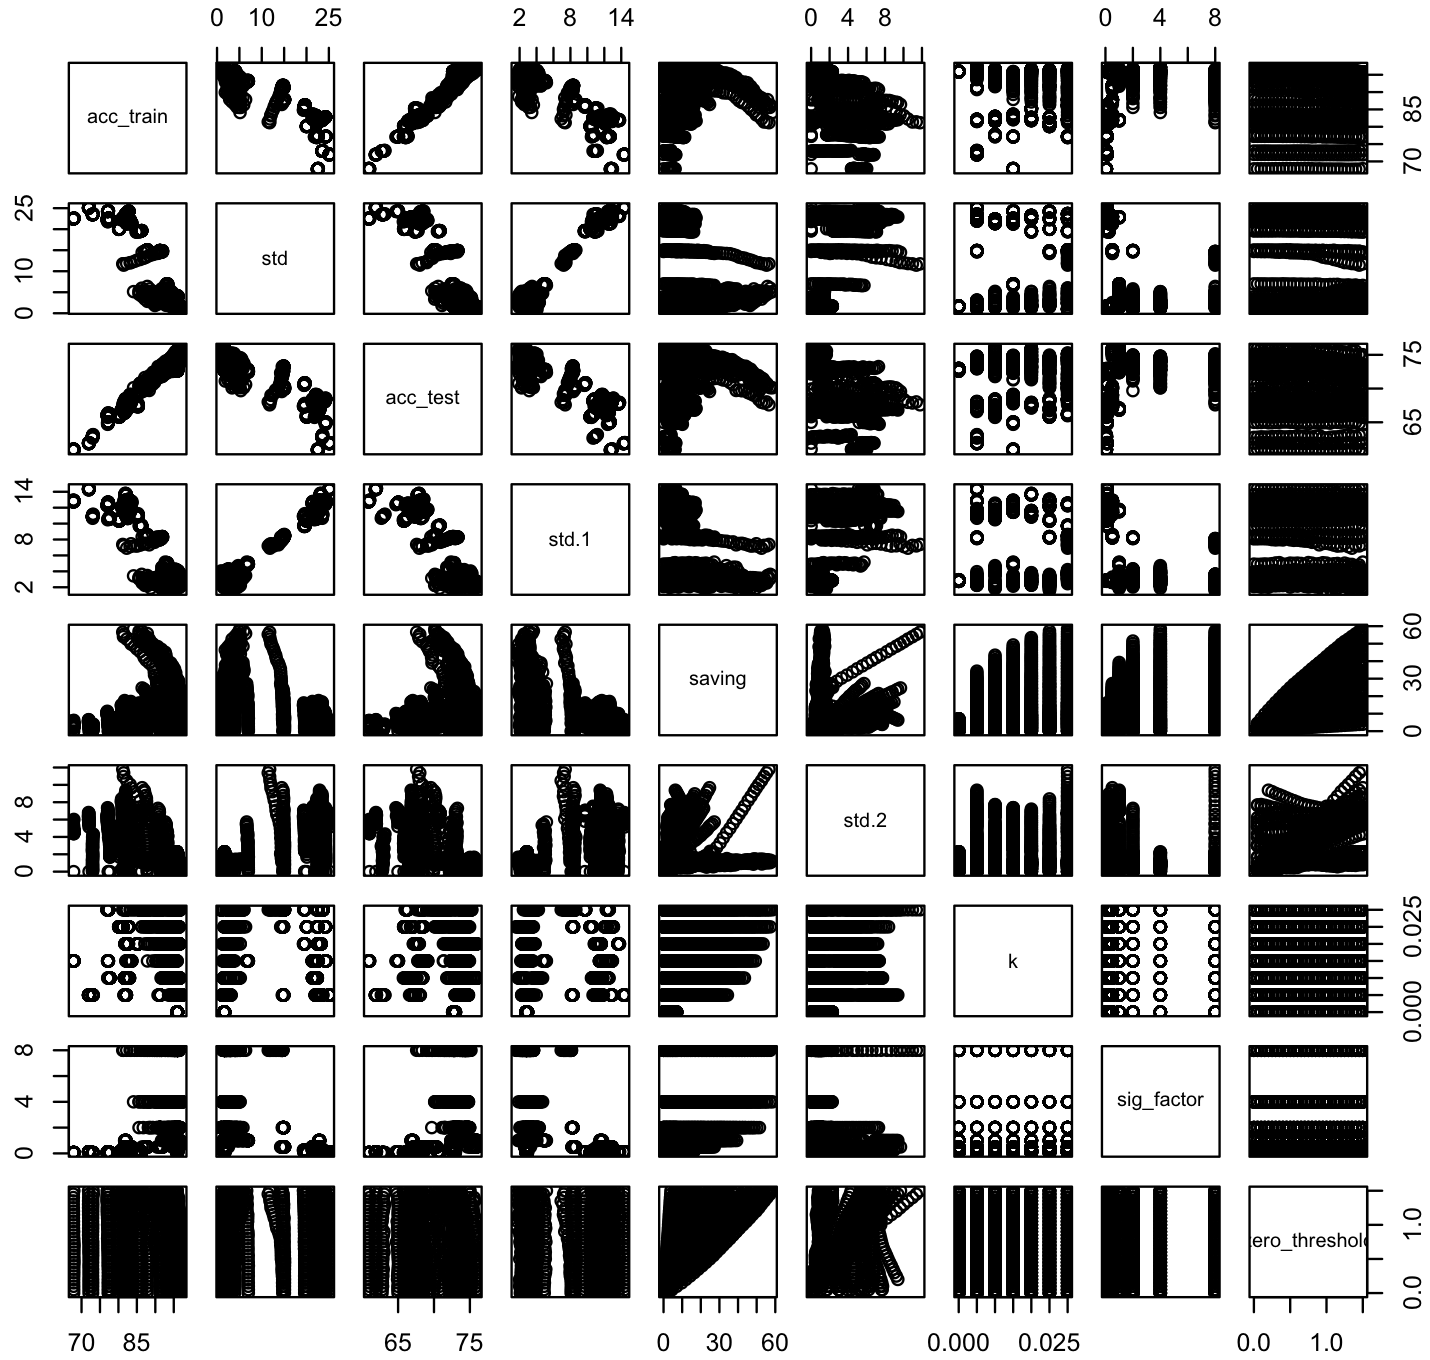 0 10 25 2 8 14 0 4 8 0 4 8
acc_train 70 85
0 10 25 std
acc_test 65 75
2 8 14 std.1
saving 0 30 60
0 4 8 std.2
k 0.000 0.025
0 4 8 sig_factor
zero_threshold 0.0 1.0
70 85 65 75 0 30 60 0.000 0.025 0.0 1.0